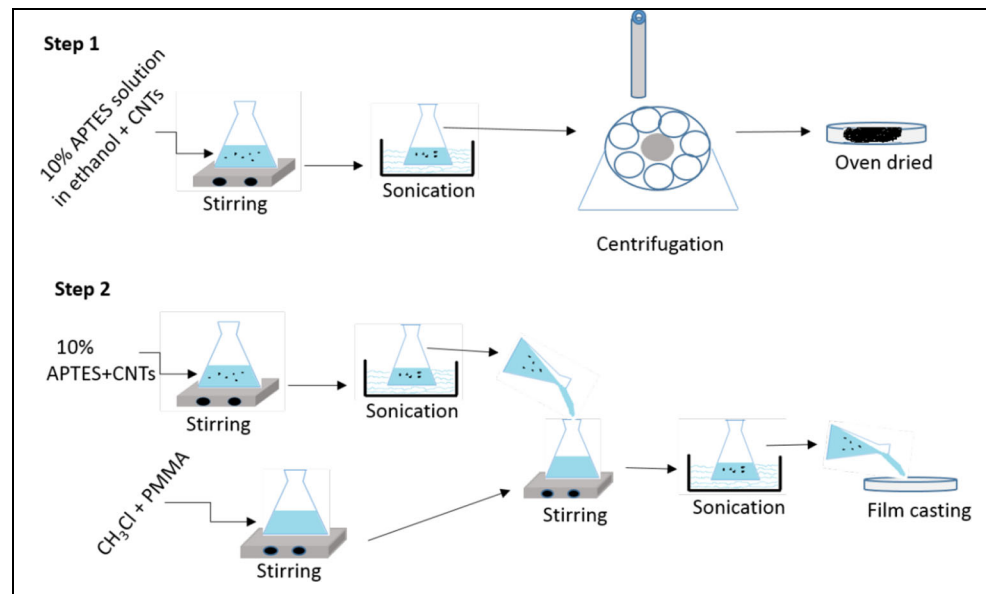 Step 1
10% APTES solution
in ethanol + CNTs
Stirring
Sonication
Centrifugation
Oven dried
Step 2
10%
APTES+CNTs
Stirring
Sonication
CH₃Cl + PMMA
Stirring
Stirring
Sonication
Film casting